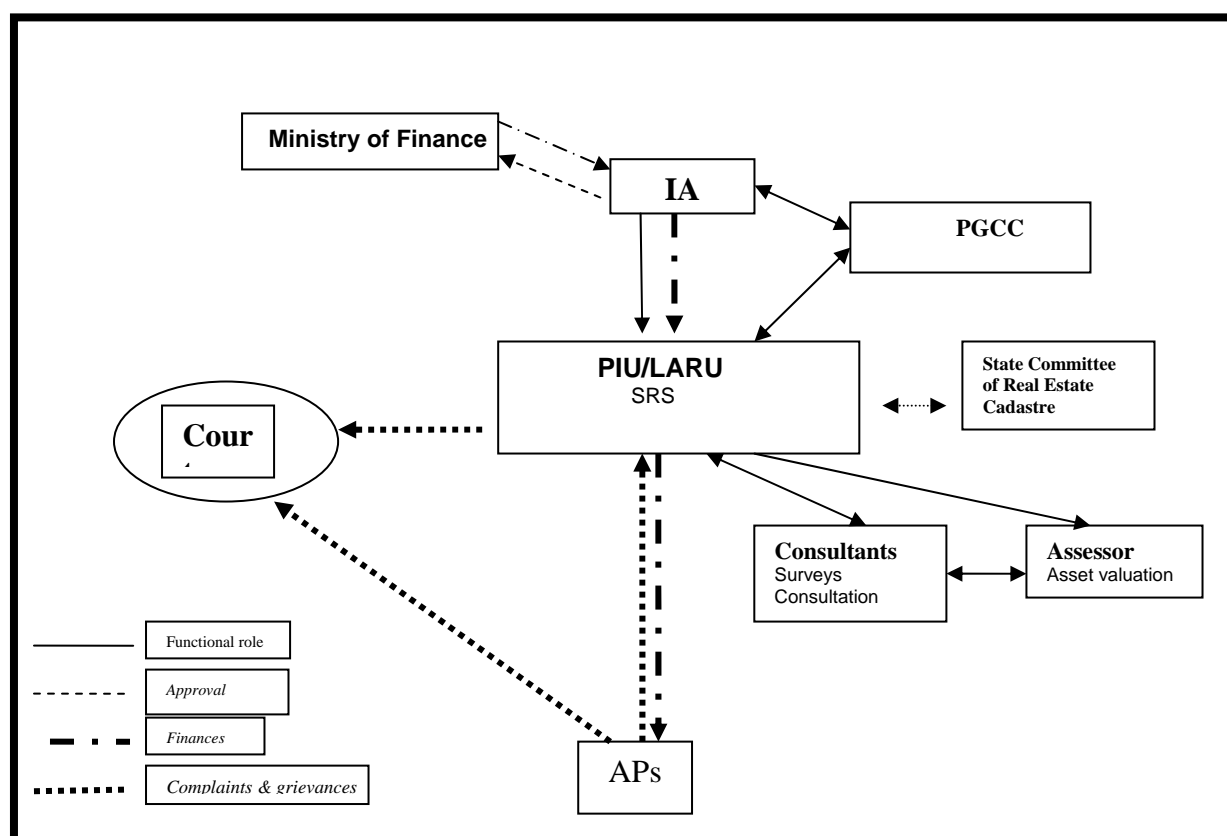 Ministry of Finance
IA
PGCC
PIU/LARU
SRS
State Committee
of Real Estate
Cadastre
Cour
Consultants
Surveys
Consultation
Assessor
Asset valuation
Functional role
Approval
Finances
Complaints & grievances
APs